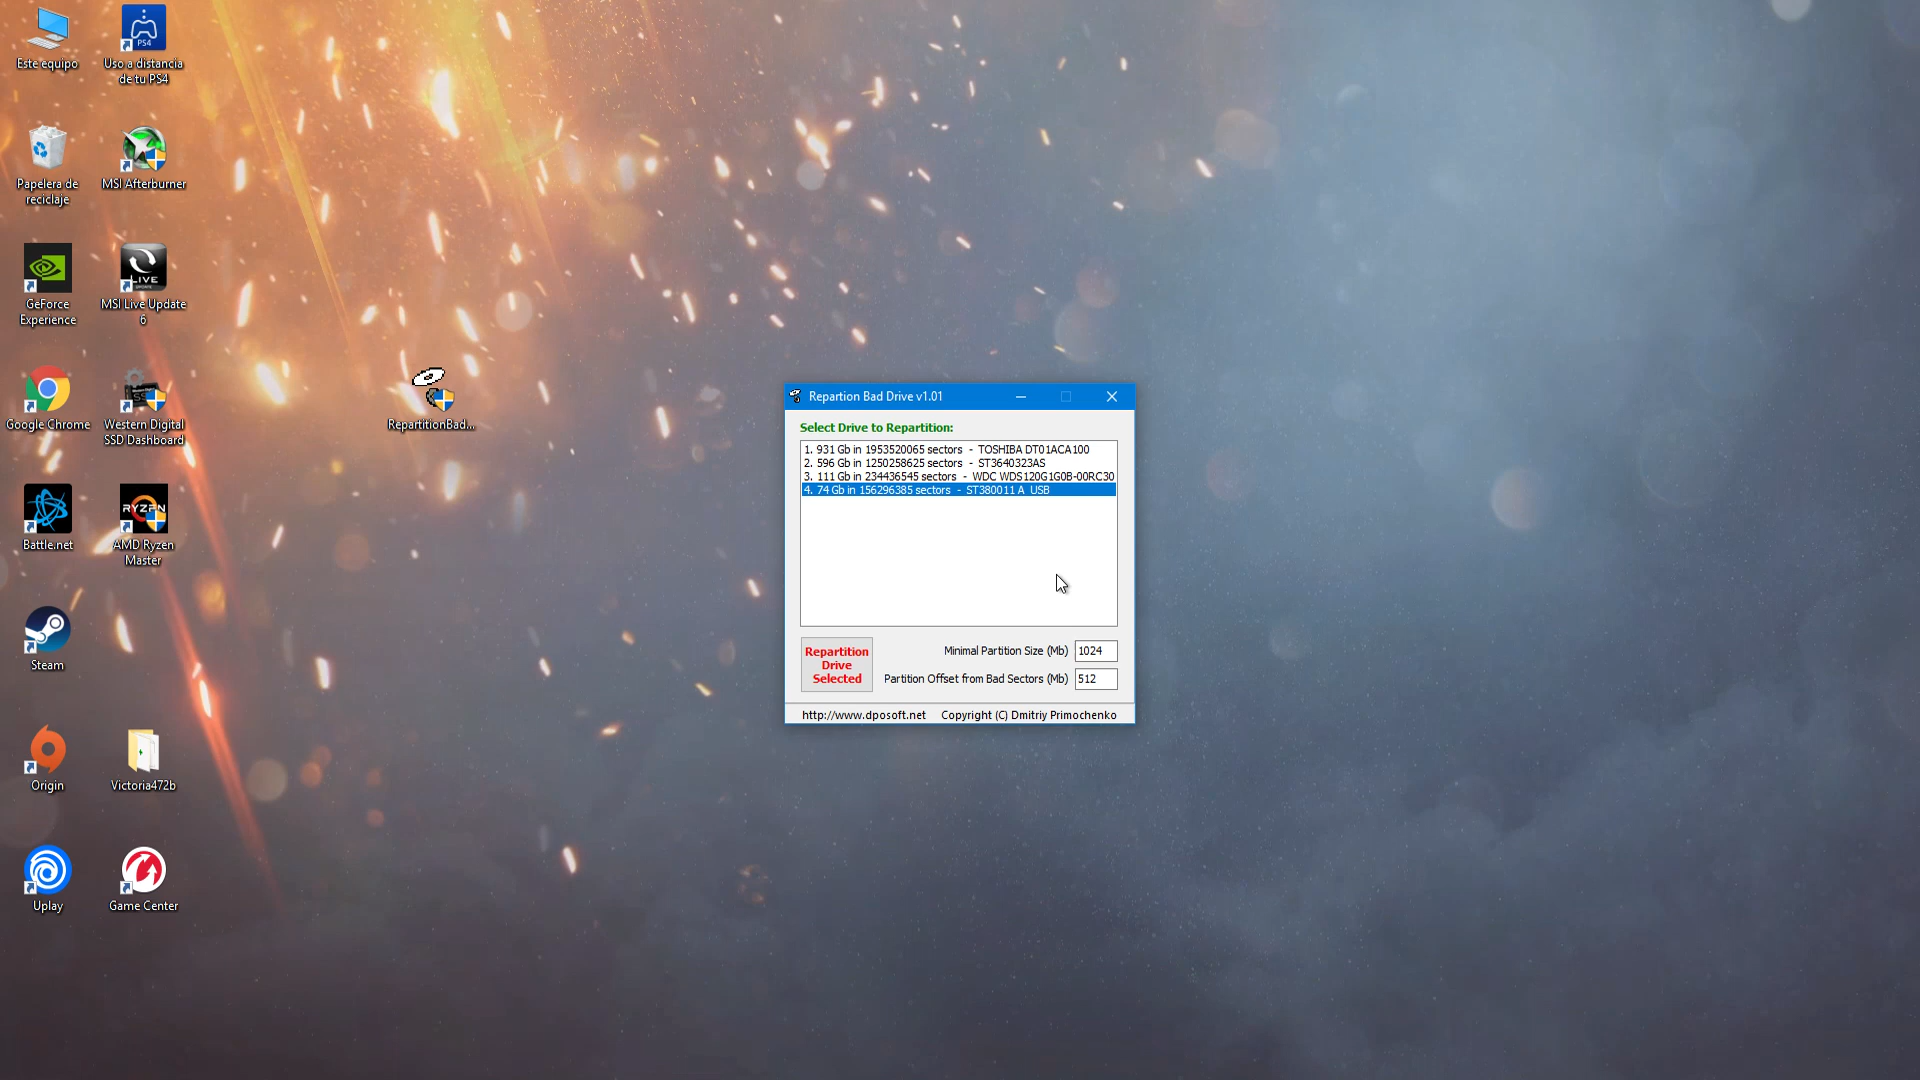 Este equipo
Uso a distancia
de tu PS4
PS4
Papelera de
reciclaje
MSI Afterburner
GeForce
Experience
LIVE
MSI Live Update
6
Google Chrome
Western Digital
SSD Dashboard
RepartitionBad...
Battle.net
RYZEN
AMD Ryzen
Master
Steam
Origin
Victoria472b
Uplay
Game Center
Repartion Bad Drive v1.01
Select Drive to Repartition:
1. 931 Gb in 1953520065 sectors - TOSHIBA DT01ACA100
2. 596 Gb in 1250258625 sectors - ST3640323AS
3. 111 Gb in 234436545 sectors - WDC WDS120G1G0B-00RC30
4. 74 Gb in 156296385 sectors - ST380011 A USB
Repartition
Drive
Selected
Minimal Partition Size (Mb) 1024
Partition Offset from Bad Sectors (Mb) 512
http://www.dposoft.net Copyright (C) Dmitriy Primochenko